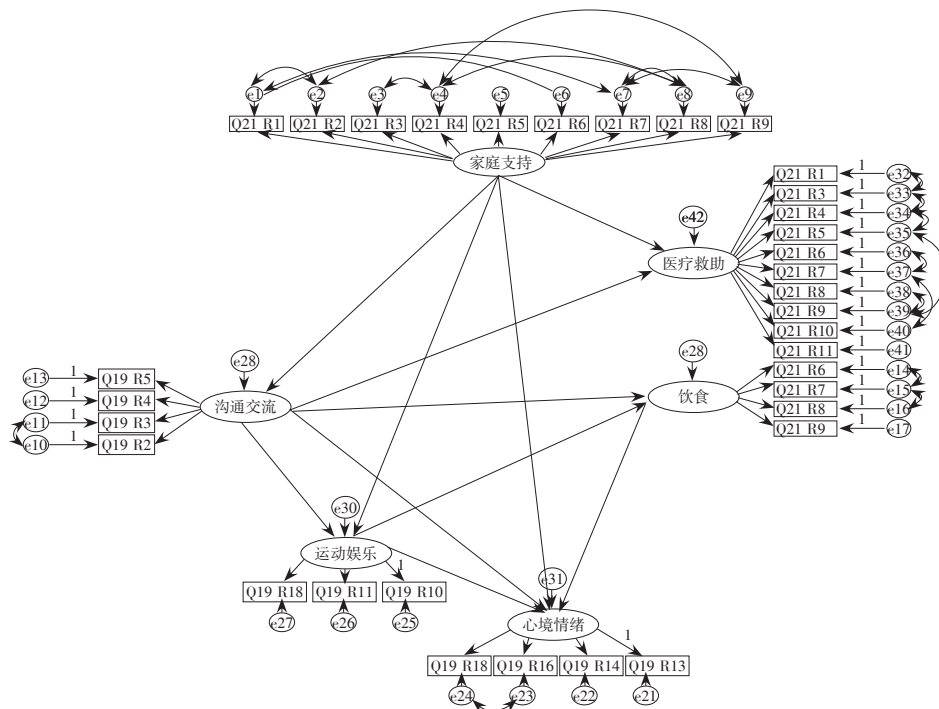 e1 e2 e3 e4 e5 e6 e7 e8 e9
Q21 R1 Q21 R2 Q21 R3 Q21 R4 Q21 R5 Q21 R6 Q21 R7 Q21 R8 Q21 R9
家庭支持
Q21 R1 1 e32
Q21 R3 1 e33
Q21 R4 1 e34
Q21 R5 1 e35
Q21 R6 1 e36
Q21 R7 1 e37
Q21 R8 1 e38
Q21 R9 1 e39
Q21 R10 1 e40
Q21 R11 1 e41
e42
医疗救助
Q21 R6 1 e14
Q21 R7 1 e15
Q21 R8 1 e16
Q21 R9 1 e17
e28
饮食
e28
沟通交流
e13 1 Q19 R5
e12 1 Q19 R4
e11 1 Q19 R3
e10 1 Q19 R2
e30
运动娱乐
1
Q19 R18 Q19 R11 Q19 R10
e27 e26 e25
e31
心境情绪
1
Q19 R18 Q19 R16 Q19 R14 Q19 R13
e24 e23 e22 e21